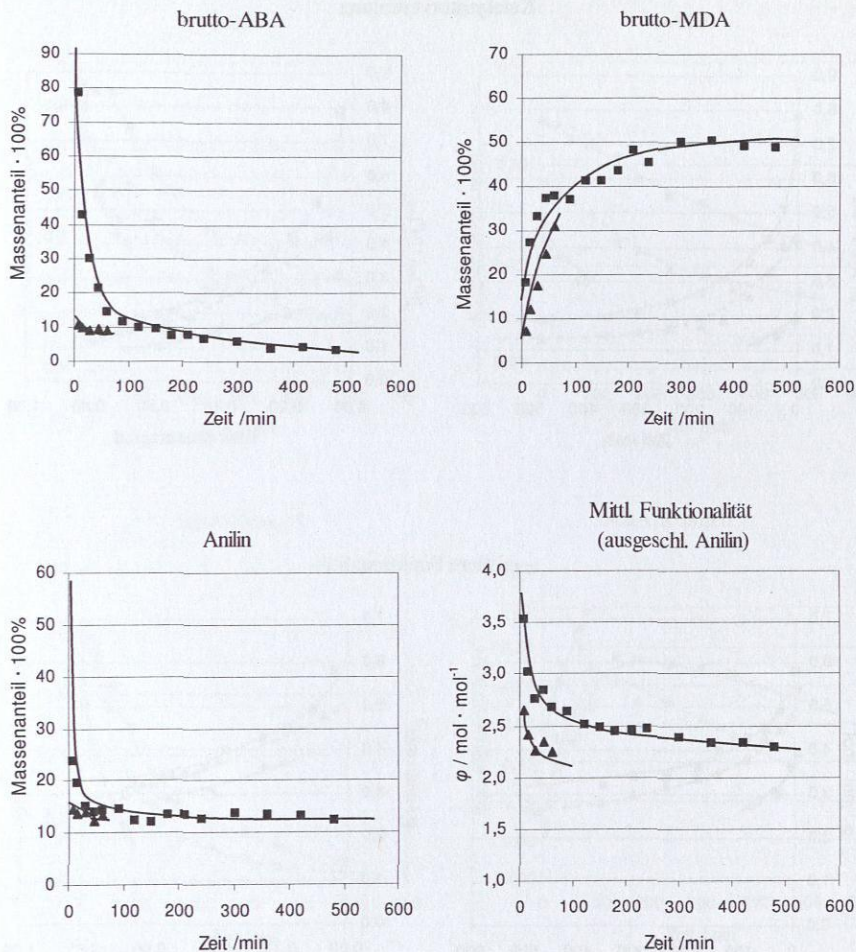 brutto-ABA
Massenanteil · 100%
90
80
70
60
50
40
30
20
10
0
0 100 200 300 400 500 600
Zeit /min
brutto-MDA
Massenanteil · 100%
70
60
50
40
30
20
10
0
0 100 200 300 400 500 600
Zeit /min
Anilin
Massenanteil · 100%
60
50
40
30
20
10
0
0 100 200 300 400 500 600
Zeit /min
Mittl. Funktionalität
(ausgeschl. Anilin)
φ / mol · mol⁻¹
4,0
3,5
3,0
2,5
2,0
1,5
1,0
0 100 200 300 400 500 600
Zeit /min